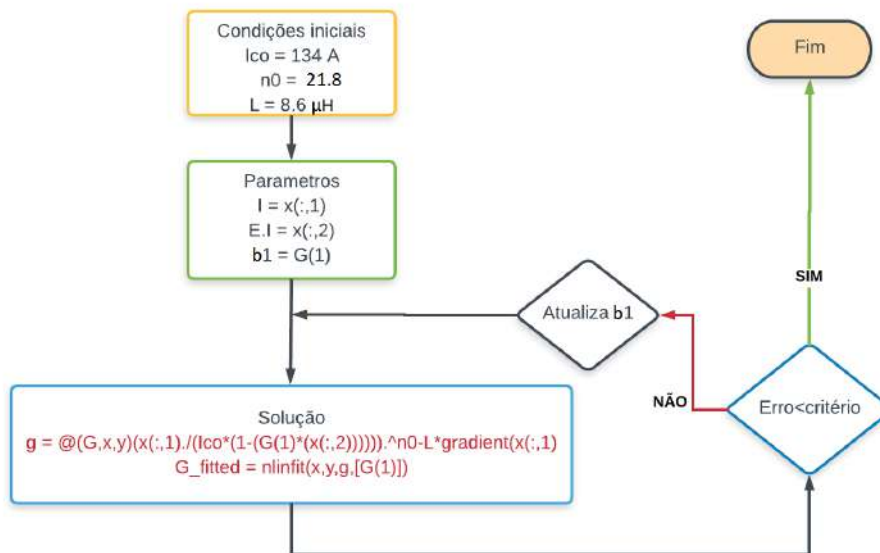 Condições iniciais
Ico = 134 A
n0 = 21.8
L = 8.6 µH
Fim
Parametros
I = x(:,1)
E.I = x(:,2)
b1 = G(1)
SIM
Atualiza b1
NÃO
Erro<critério
Solução
g = @(G,x,y)(x(:,1)./(Ico*(1-(G(1)*(x(:,2)))))).^n0-L*gradient(x(:,1)
G_fitted = nlinfit(x,y,g,[G(1)])